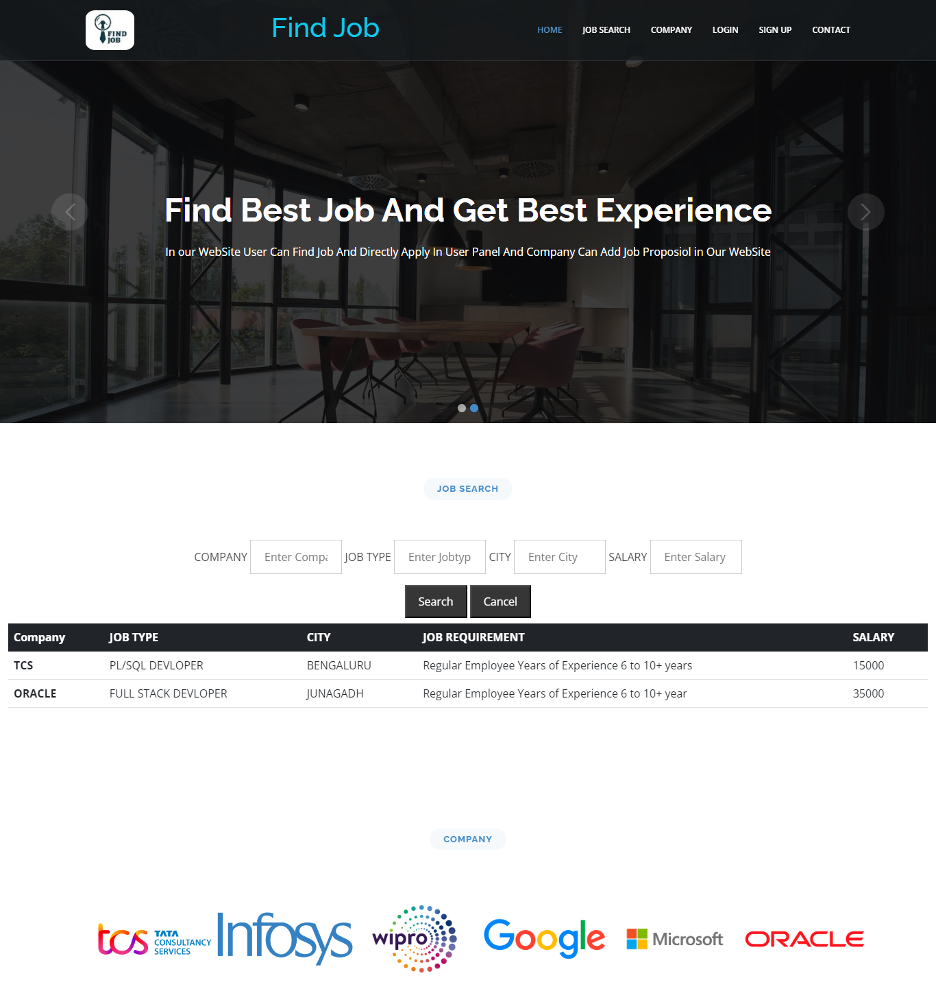 FIND
JOB
Find Job
HOME JOB SEARCH COMPANY LOGIN SIGN UP CONTACT
Find Best Job And Get Best Experience
In our WebSite User Can Find Job And Directly Apply In User Panel And Company Can Add Job Proposiol in Our WebSite
JOB SEARCH
COMPANY Enter Compa JOB TYPE Enter Jobtyp CITY Enter City SALARY Enter Salary
Search Cancel
Company JOB TYPE CITY JOB REQUIREMENT SALARY
TCS PL/SQL DEVLOPER BENGALURU Regular Employee Years of Experience 6 to 10+ years 15000
ORACLE FULL STACK DEVLOPER JUNAGADH Regular Employee Years of Experience 6 to 10+ year 35000
COMPANY
tcs TATA
CONSULTANCY
SERVICES
Infosys
wipro
Google
Microsoft
ORACLE